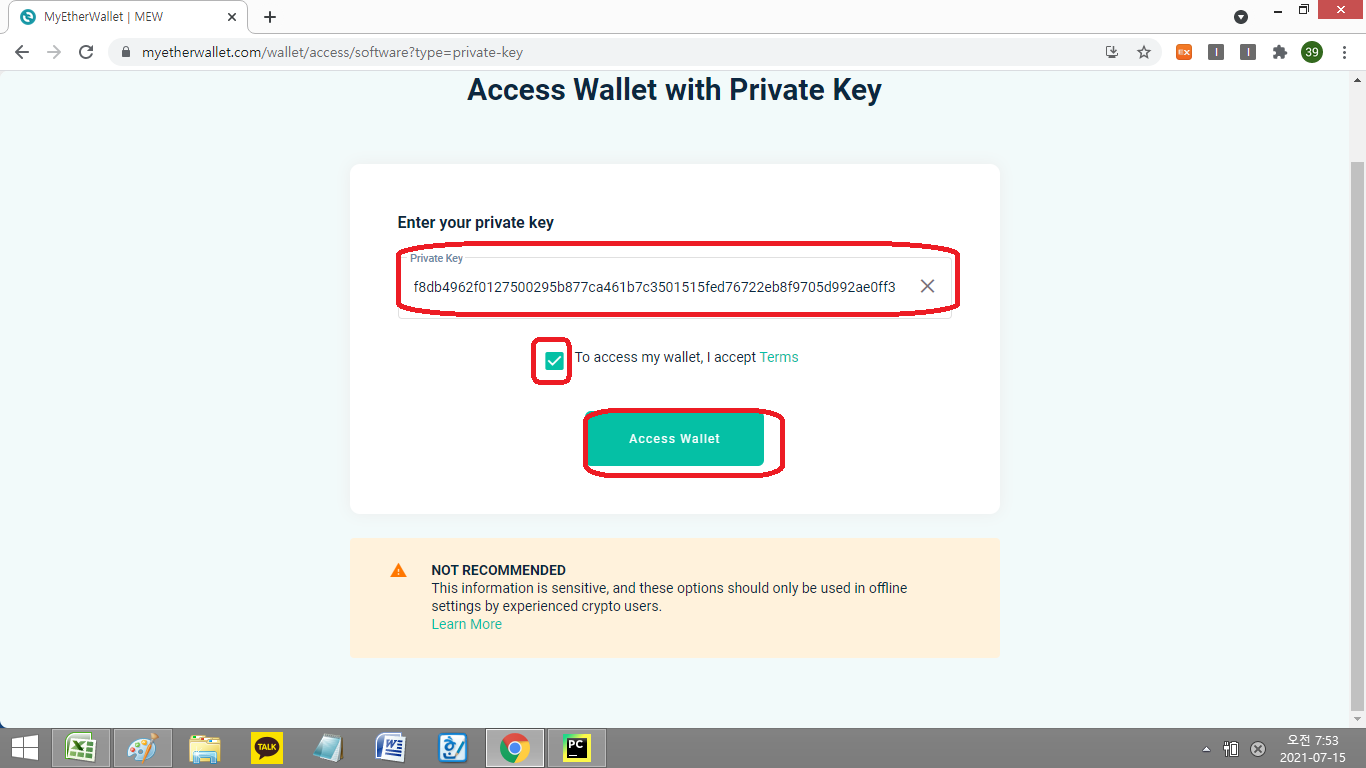 MyEtherWallet | MEW
myetherwallet.com/wallet/access/software?type=private-key
39
Access Wallet with Private Key
Enter your private key
Private Key
f8db4962f0127500295b877ca461b7c3501515fed76722eb8f9705d992ae0ff3
To access my wallet, I accept Terms
Access Wallet
NOT RECOMMENDED
This information is sensitive, and these options should only be used in offline
settings by experienced crypto users.
Learn More
TALK
PC
오전 7:53
2021-07-15